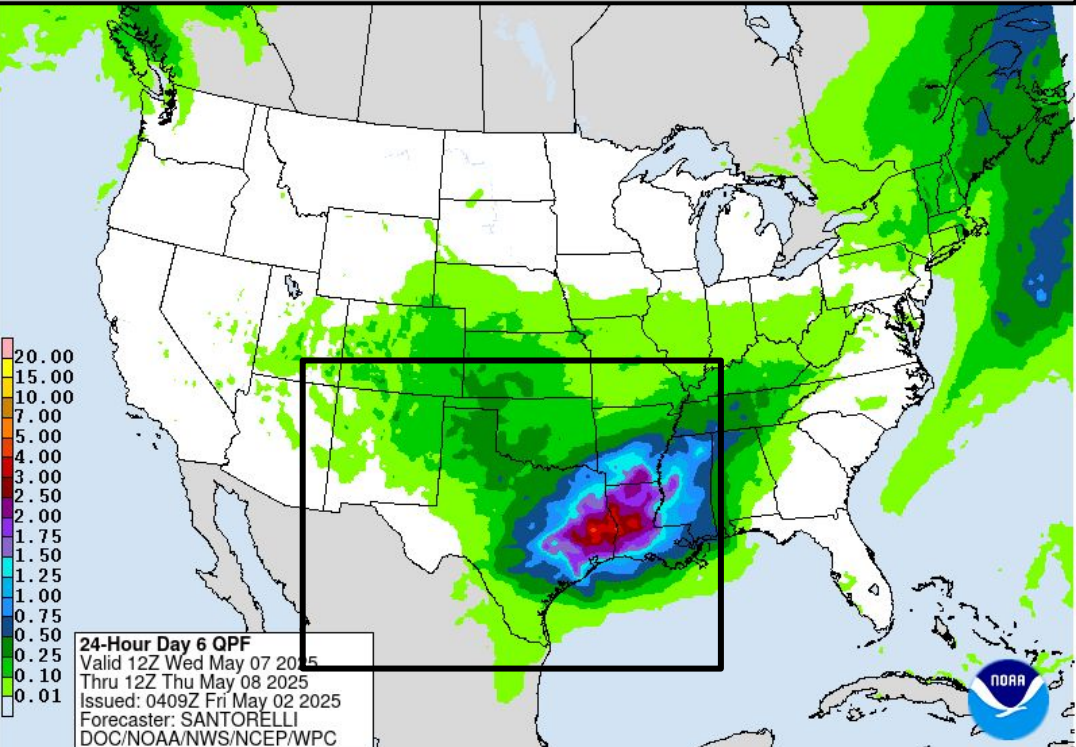 20.00
15.00
10.00
7.00
5.00
4.00
3.00
2.50
2.00
1.75
1.50
1.25
1.00
0.75
0.50
0.25
0.10
0.01
24-Hour Day 6 QPF
Valid 12Z Wed May 07 2025
Thru 12Z Thu May 08 2025
Issued: 0409Z Fri May 02 2025
Forecaster: SANTORELLI
DOC/NOAA/NWS/NCEP/WPC
NOAA